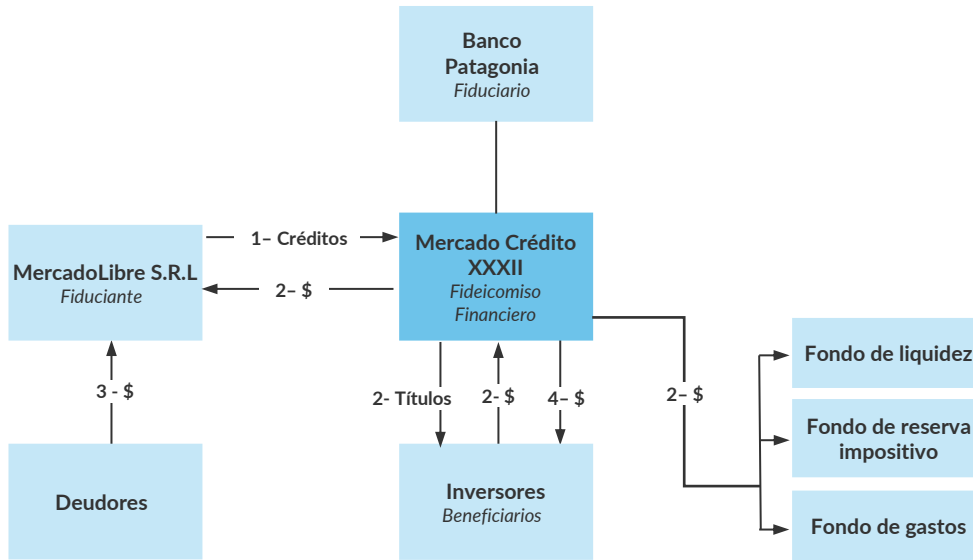 Banco
Patagonia
Fiduciario
1– Créditos
MercadoLibre S.R.L
Fiduciante
2– $
Mercado Crédito
XXXII
Fideicomiso
Financiero
3 - $
2- Títulos
2- $
4– $
2– $
Fondo de liquidez
Fondo de reserva
impositivo
Fondo de gastos
Deudores
Inversores
Beneficiarios